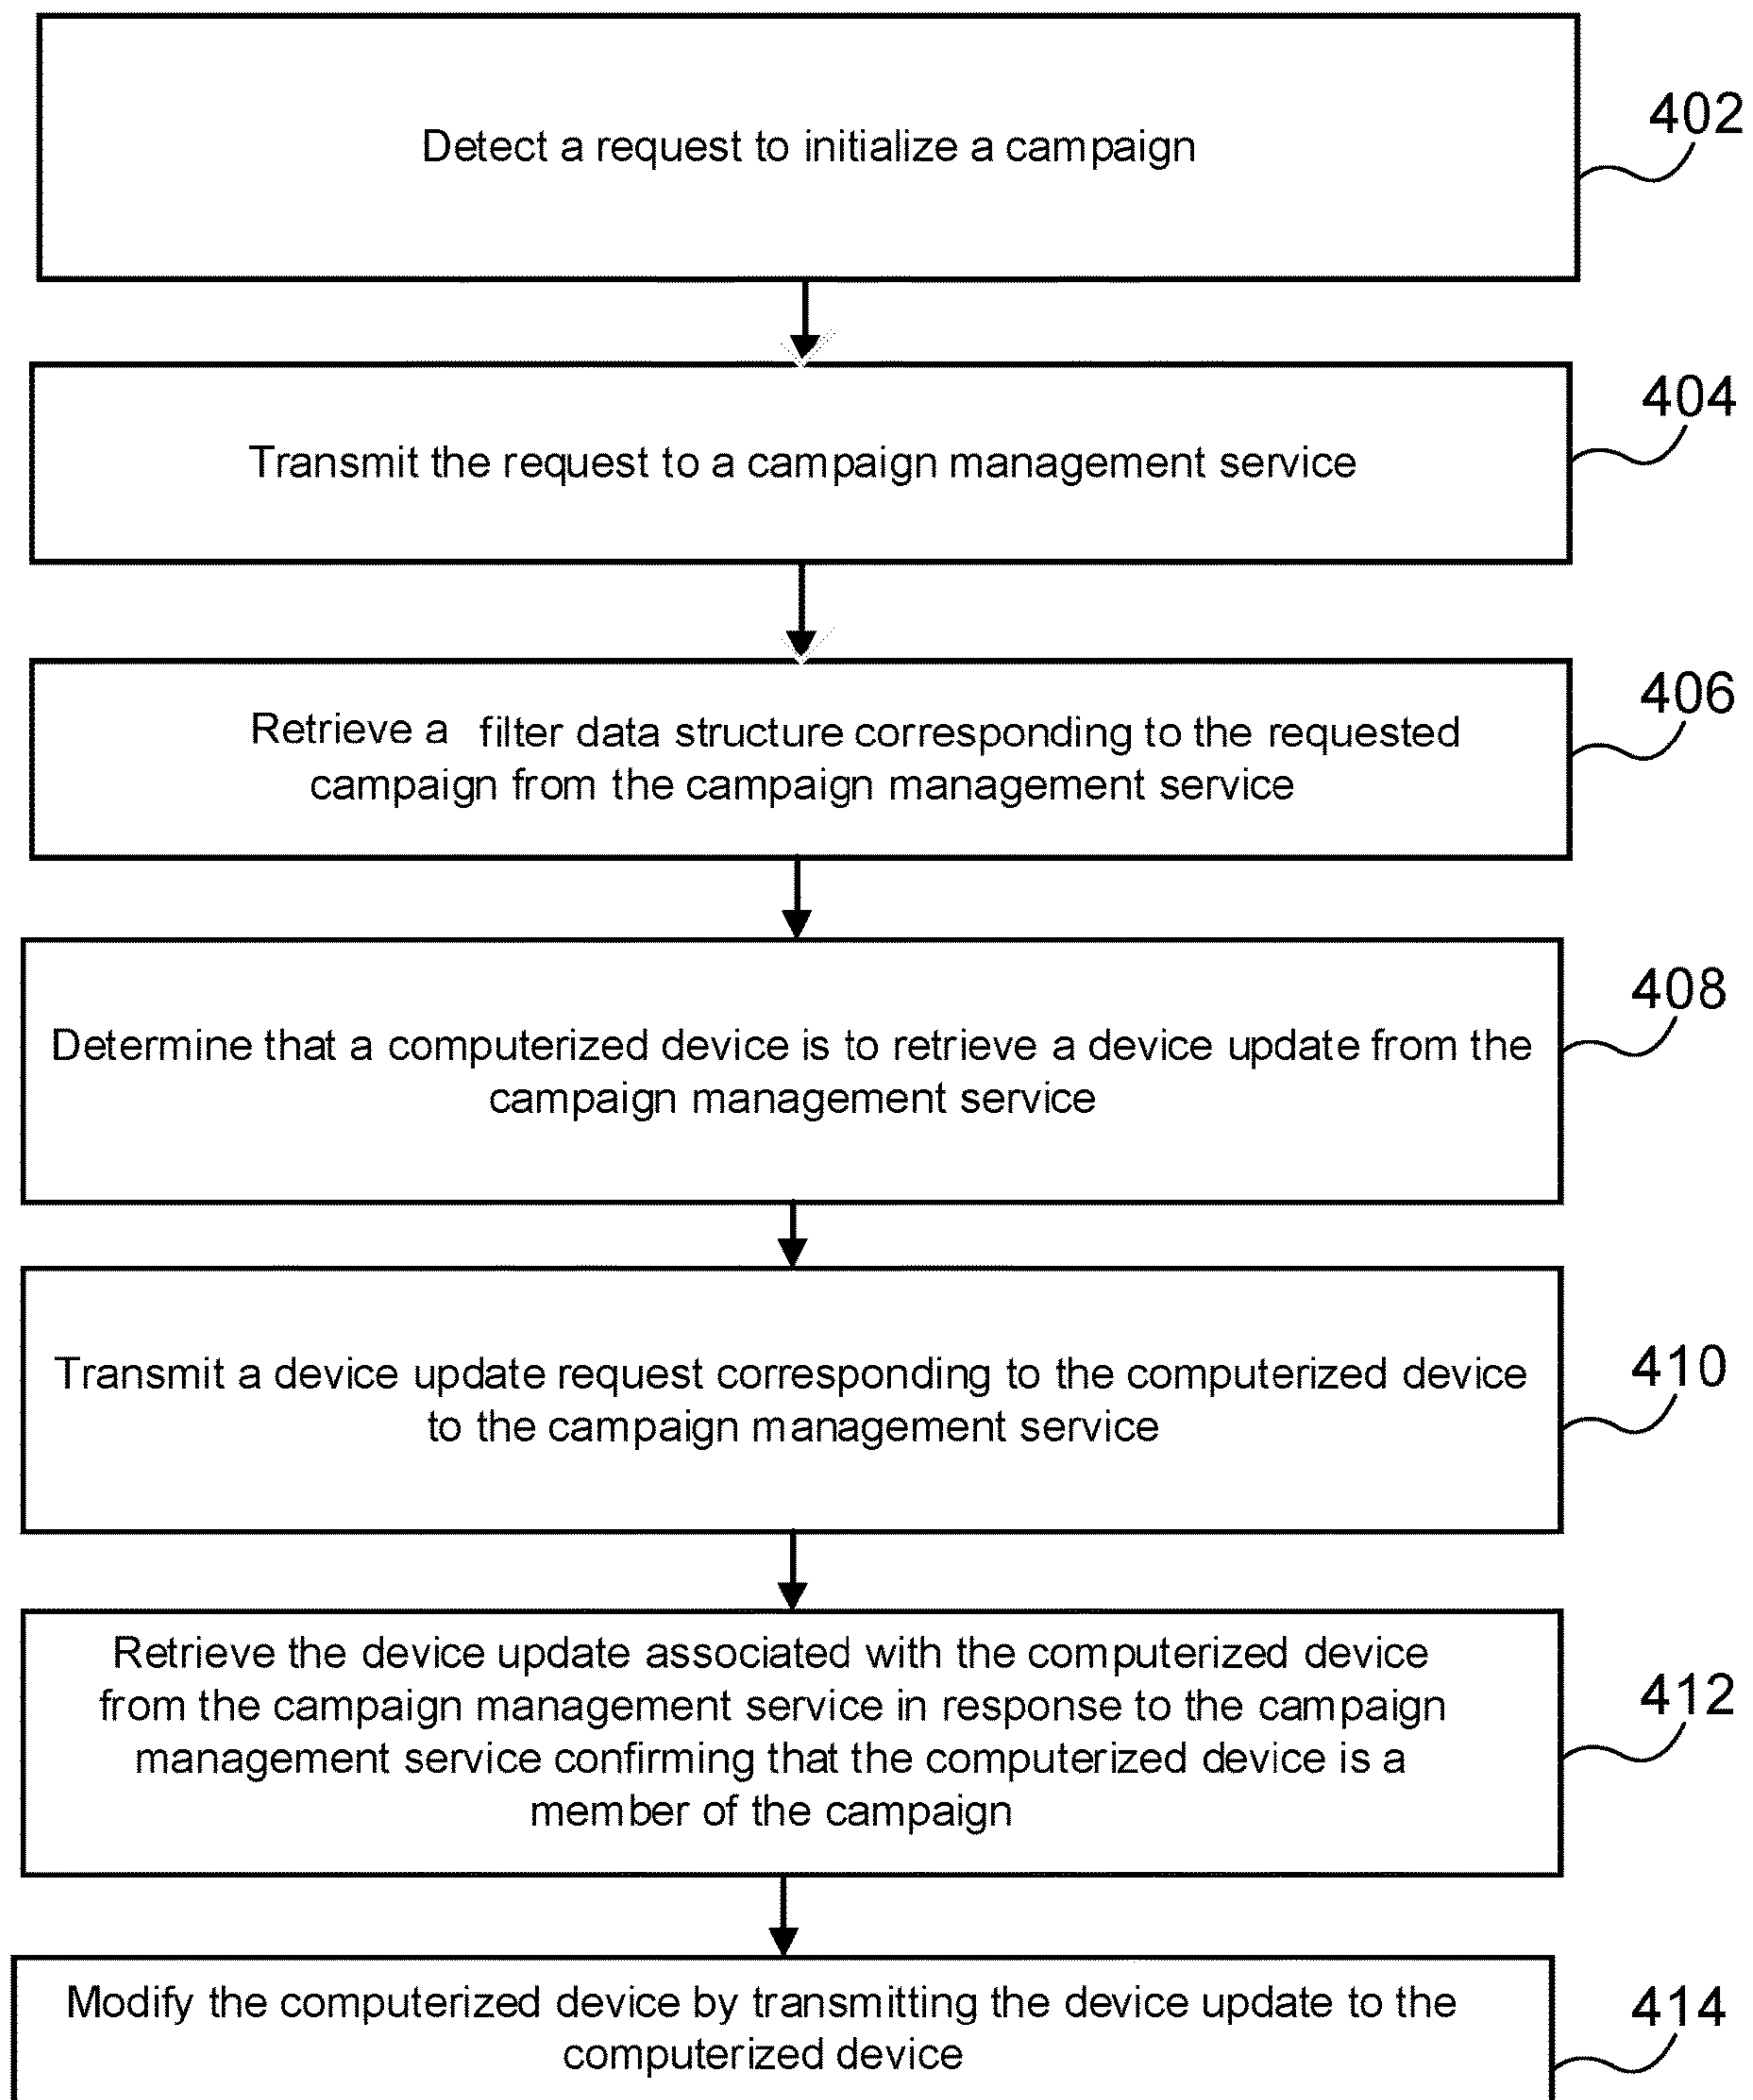 Detect a request to initialize a campaign
402
Transmit the request to a campaign management service
404
Retrieve a filter data structure corresponding to the requested
campaign from the campaign management service
406
Determine that a computerized device is to retrieve a device update from the
campaign management service
408
Transmit a device update request corresponding to the computerized device
to the campaign management service
410
Retrieve the device update associated with the computerized device
from the campaign management service in response to the campaign
management service confirming that the computerized device is a
member of the campaign
412
Modify the computerized device by transmitting the device update to the
computerized device
414